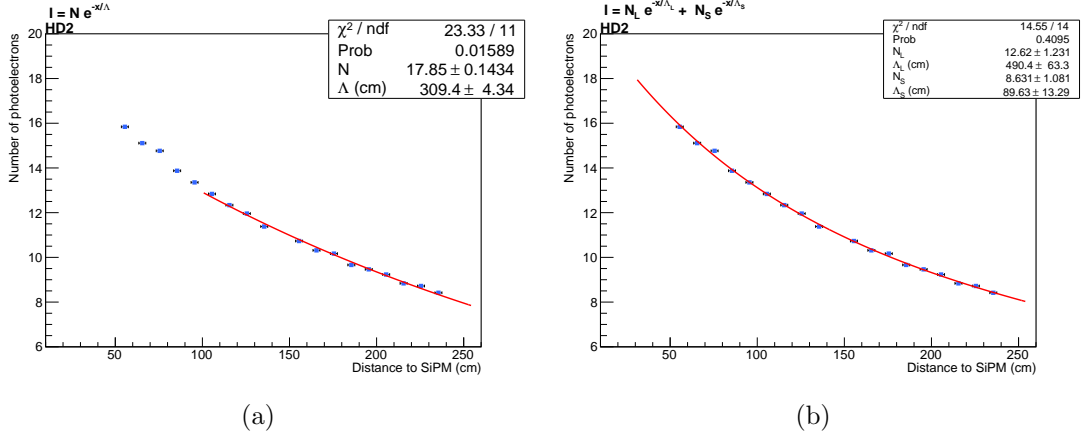 I = N e^-x/Λ
HD2
χ² / ndf 23.33 / 11
Prob 0.01589
N 17.85 ± 0.1434
Λ (cm) 309.4 ± 4.34
Number of photoelectrons
20
18
16
14
12
10
8
6
50 100 150 200 250
Distance to SiPM (cm)
(a)
I = N_L e^-x/Λ_L + N_S e^-x/Λ_S
HD2
χ² / ndf 14.55 / 14
Prob 0.4095
N_L 12.62 ± 1.231
Λ_L (cm) 490.4 ± 63.3
N_S 8.631 ± 1.081
Λ_S (cm) 89.63 ± 13.29
Number of photoelectrons
20
18
16
14
12
10
8
6
50 100 150 200 250
Distance to SiPM (cm)
(b)